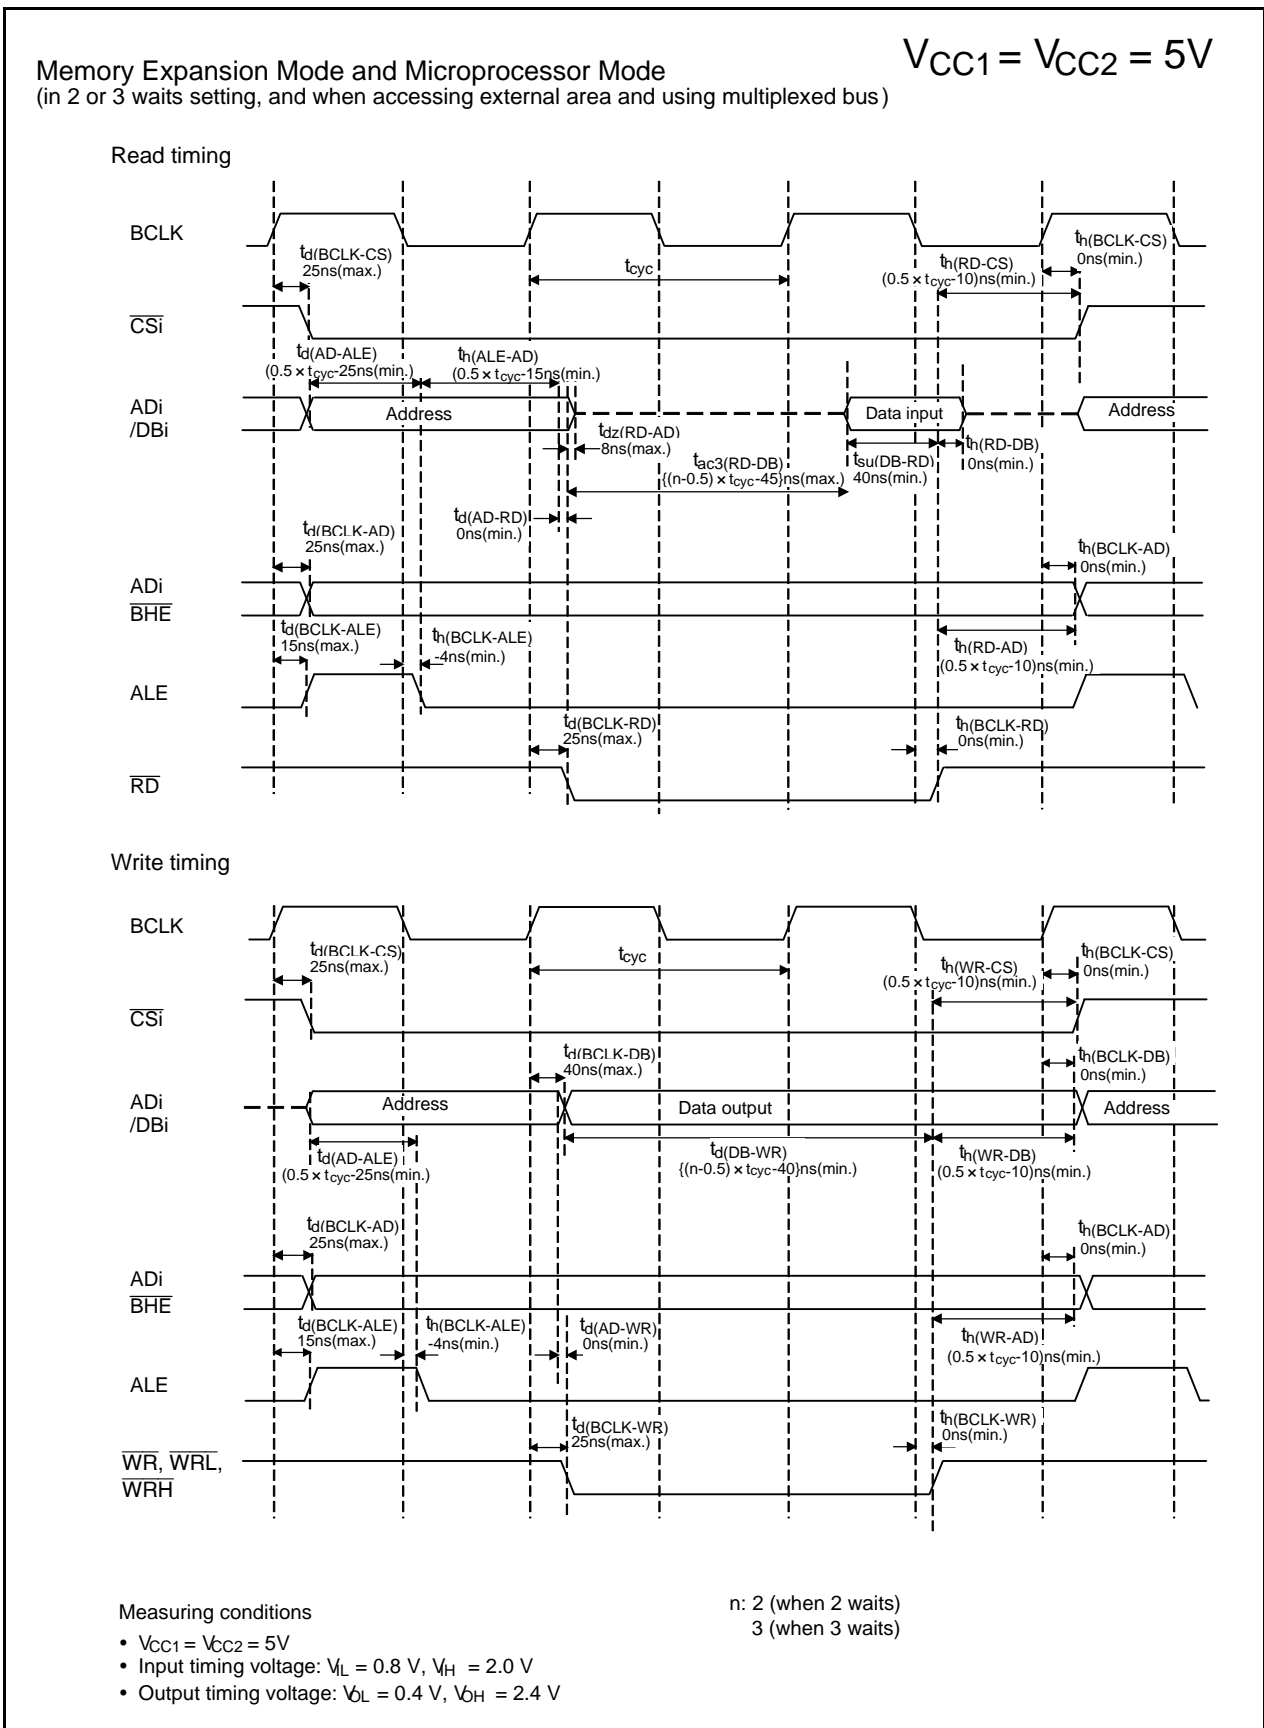 VCC1 = VCC2 = 5V
Memory Expansion Mode and Microprocessor Mode
(in 2 or 3 waits setting, and when accessing external area and using multiplexed bus)
Read timing
BCLK
td(BCLK-CS)
25ns(max.)
tcyc
th(RD-CS)
(0.5 × tcyc-10)ns(min.)
th(BCLK-CS)
0ns(min.)
CSi
td(AD-ALE)
(0.5 × tcyc-25ns(min.)
th(ALE-AD)
(0.5 × tcyc-15ns(min.)
ADi
/DBi
Address
Data input
Address
tdz(RD-AD)
8ns(max.)
tac3(RD-DB)
{(n-0.5) × tcyc-45}ns(max.)
tsu(DB-RD)
40ns(min.)
th(RD-DB)
0ns(min.)
td(AD-RD)
0ns(min.)
td(BCLK-AD)
25ns(max.)
th(BCLK-AD)
0ns(min.)
ADi
BHE
td(BCLK-ALE)
15ns(max.)
th(BCLK-ALE)
-4ns(min.)
th(RD-AD)
(0.5 × tcyc-10)ns(min.)
ALE
td(BCLK-RD)
25ns(max.)
th(BCLK-RD)
0ns(min.)
RD
Write timing
BCLK
td(BCLK-CS)
25ns(max.)
tcyc
th(WR-CS)
(0.5 × tcyc-10)ns(min.)
th(BCLK-CS)
0ns(min.)
CSi
td(BCLK-DB)
40ns(max.)
th(BCLK-DB)
0ns(min.)
ADi
/DBi
Address
Data output
Address
td(AD-ALE)
(0.5 × tcyc-25ns(min.)
td(DB-WR)
{(n-0.5) × tcyc-40}ns(min.)
th(WR-DB)
(0.5 × tcyc-10)ns(min.)
td(BCLK-AD)
25ns(max.)
th(BCLK-AD)
0ns(min.)
ADi
BHE
td(BCLK-ALE)
15ns(max.)
th(BCLK-ALE)
-4ns(min.)
td(AD-WR)
0ns(min.)
th(WR-AD)
(0.5 × tcyc-10)ns(min.)
ALE
td(BCLK-WR)
25ns(max.)
th(BCLK-WR)
0ns(min.)
WR, WRL,
WRH
Measuring conditions
• VCC1 = VCC2 = 5V
• Input timing voltage: VIL = 0.8 V, VIH = 2.0 V
• Output timing voltage: VOL = 0.4 V, VOH = 2.4 V
n: 2 (when 2 waits)
3 (when 3 waits)